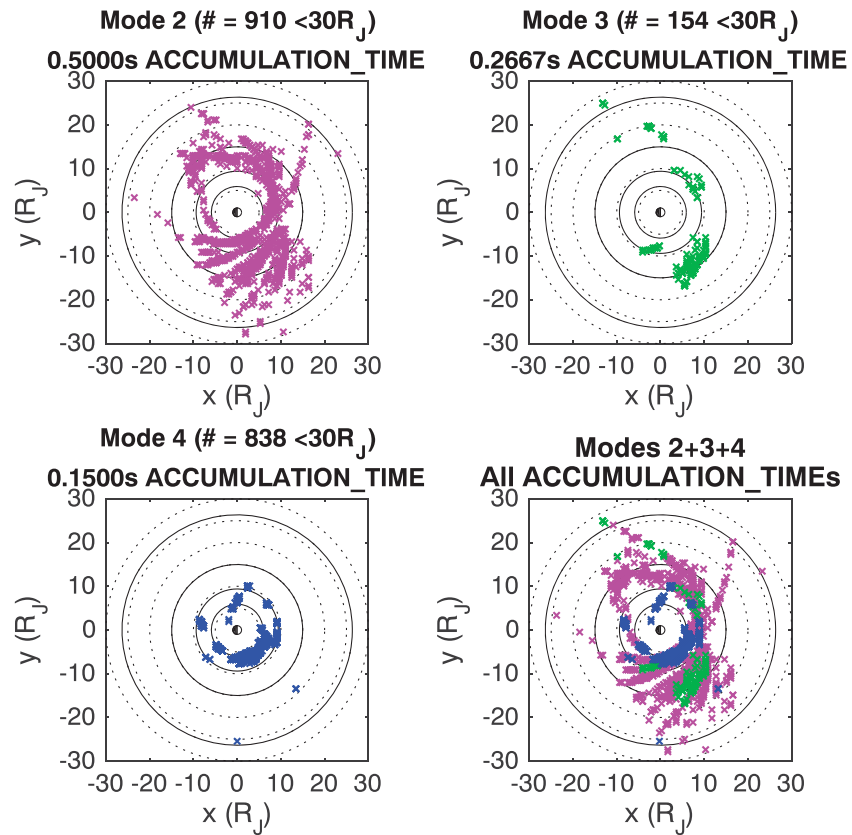 Mode 2 (# = 910 <30R_J)
0.5000s ACCUMULATION_TIME
30
20
10
0
-10
-20
-30
y (R_J)
-30 -20 -10 0 10 20 30
x (R_J)
Mode 3 (# = 154 <30R_J)
0.2667s ACCUMULATION_TIME
30
20
10
0
-10
-20
-30
y (R_J)
-30 -20 -10 0 10 20 30
x (R_J)
Mode 4 (# = 838 <30R_J)
0.1500s ACCUMULATION_TIME
30
20
10
0
-10
-20
-30
y (R_J)
-30 -20 -10 0 10 20 30
x (R_J)
Modes 2+3+4
All ACCUMULATION_TIMEs
30
20
10
0
-10
-20
-30
y (R_J)
-30 -20 -10 0 10 20 30
x (R_J)